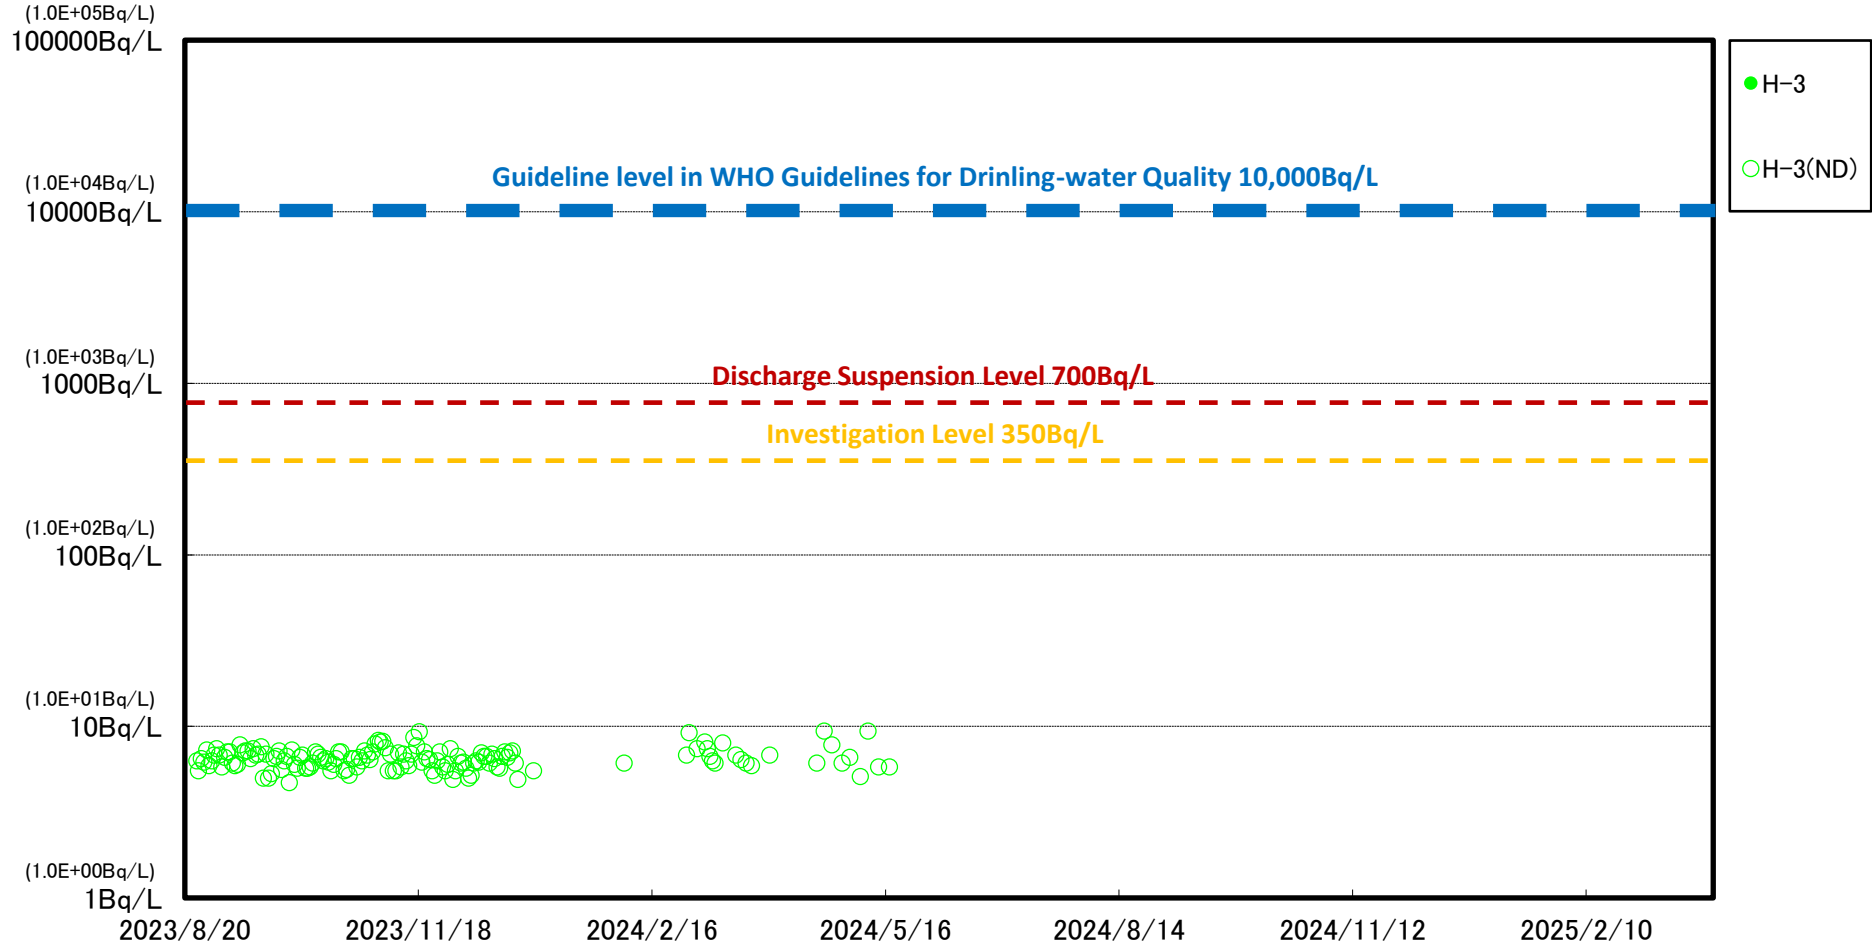 (1.0E+05Bq/L)
100000Bq/L
H-3
H-3(ND)
Guideline level in WHO Guidelines for Drinling-water Quality 10,000Bq/L
(1.0E+04Bq/L)
10000Bq/L
(1.0E+03Bq/L)
1000Bq/L
Discharge Suspension Level 700Bq/L
Investigation Level 350Bq/L
(1.0E+02Bq/L)
100Bq/L
(1.0E+01Bq/L)
10Bq/L
(1.0E+00Bq/L)
1Bq/L
2023/8/20 2023/11/18 2024/2/16 2024/5/16 2024/8/14 2024/11/12 2025/2/10